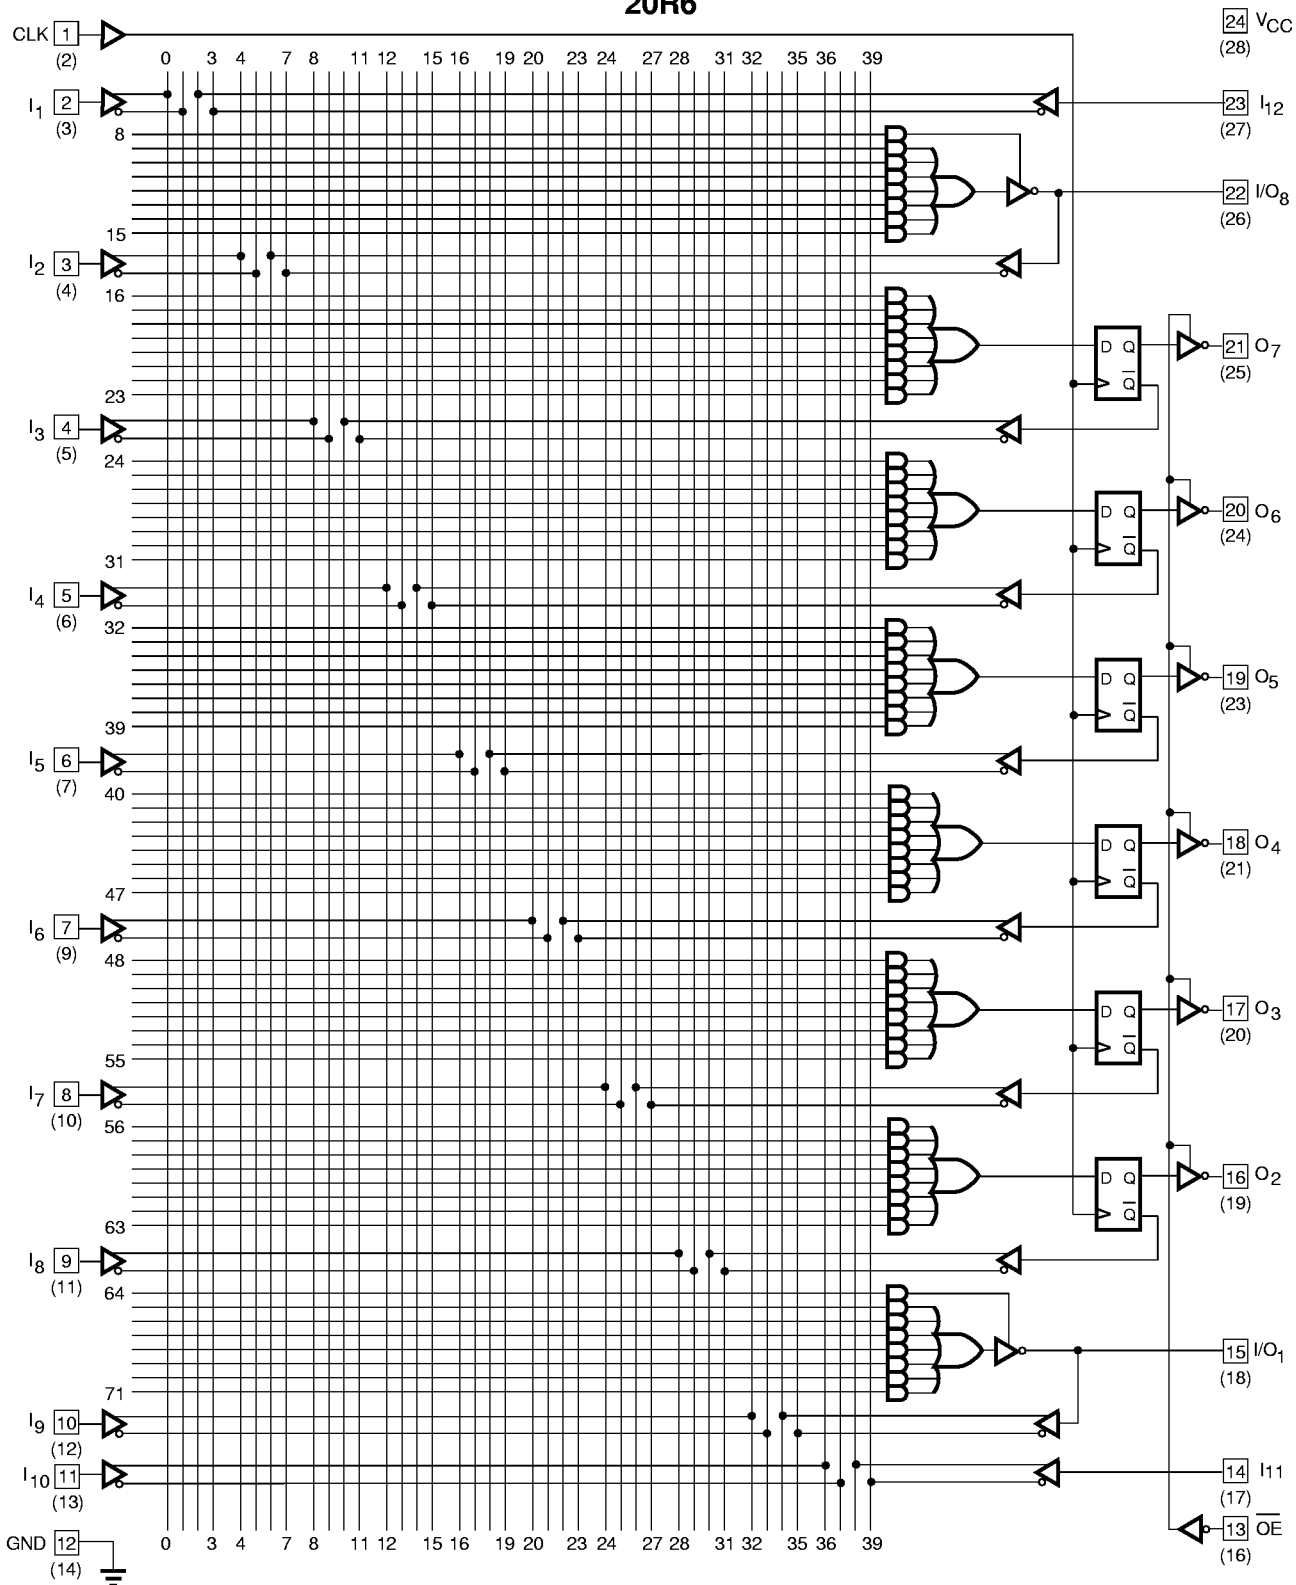 20R6
CLK 1
(2)
24 VCC
(28)
0 3 4 7 8 11 12 15 16 19 20 23 24 27 28 31 32 35 36 39
I1 2
(3)
23 I12
(27)
8
22 I/O8
(26)
15
I2 3
(4)
16
D Q
Q̅
21 O7
(25)
23
I3 4
(5)
24
D Q
Q̅
20 O6
(24)
31
I4 5
(6)
32
D Q
Q̅
19 O5
(23)
39
I5 6
(7)
40
D Q
Q̅
18 O4
(21)
47
I6 7
(9)
48
D Q
Q̅
17 O3
(20)
55
I7 8
(10)
56
D Q
Q̅
16 O2
(19)
63
I8 9
(11)
64
15 I/O1
(18)
71
I9 10
(12)
I10 11
(13)
14 I11
(17)
13 O̅E̅
(16)
GND 12
(14)
0 3 4 7 8 11 12 15 16 19 20 23 24 27 28 31 32 35 36 39